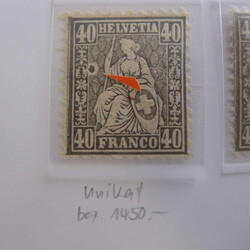 40 HELVETIA 40
40 FRANCO 40
Unikat
bez. 1450.-